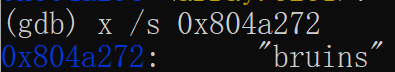 (gdb) x /s 0x804a272
0x804a272:      "bruins"